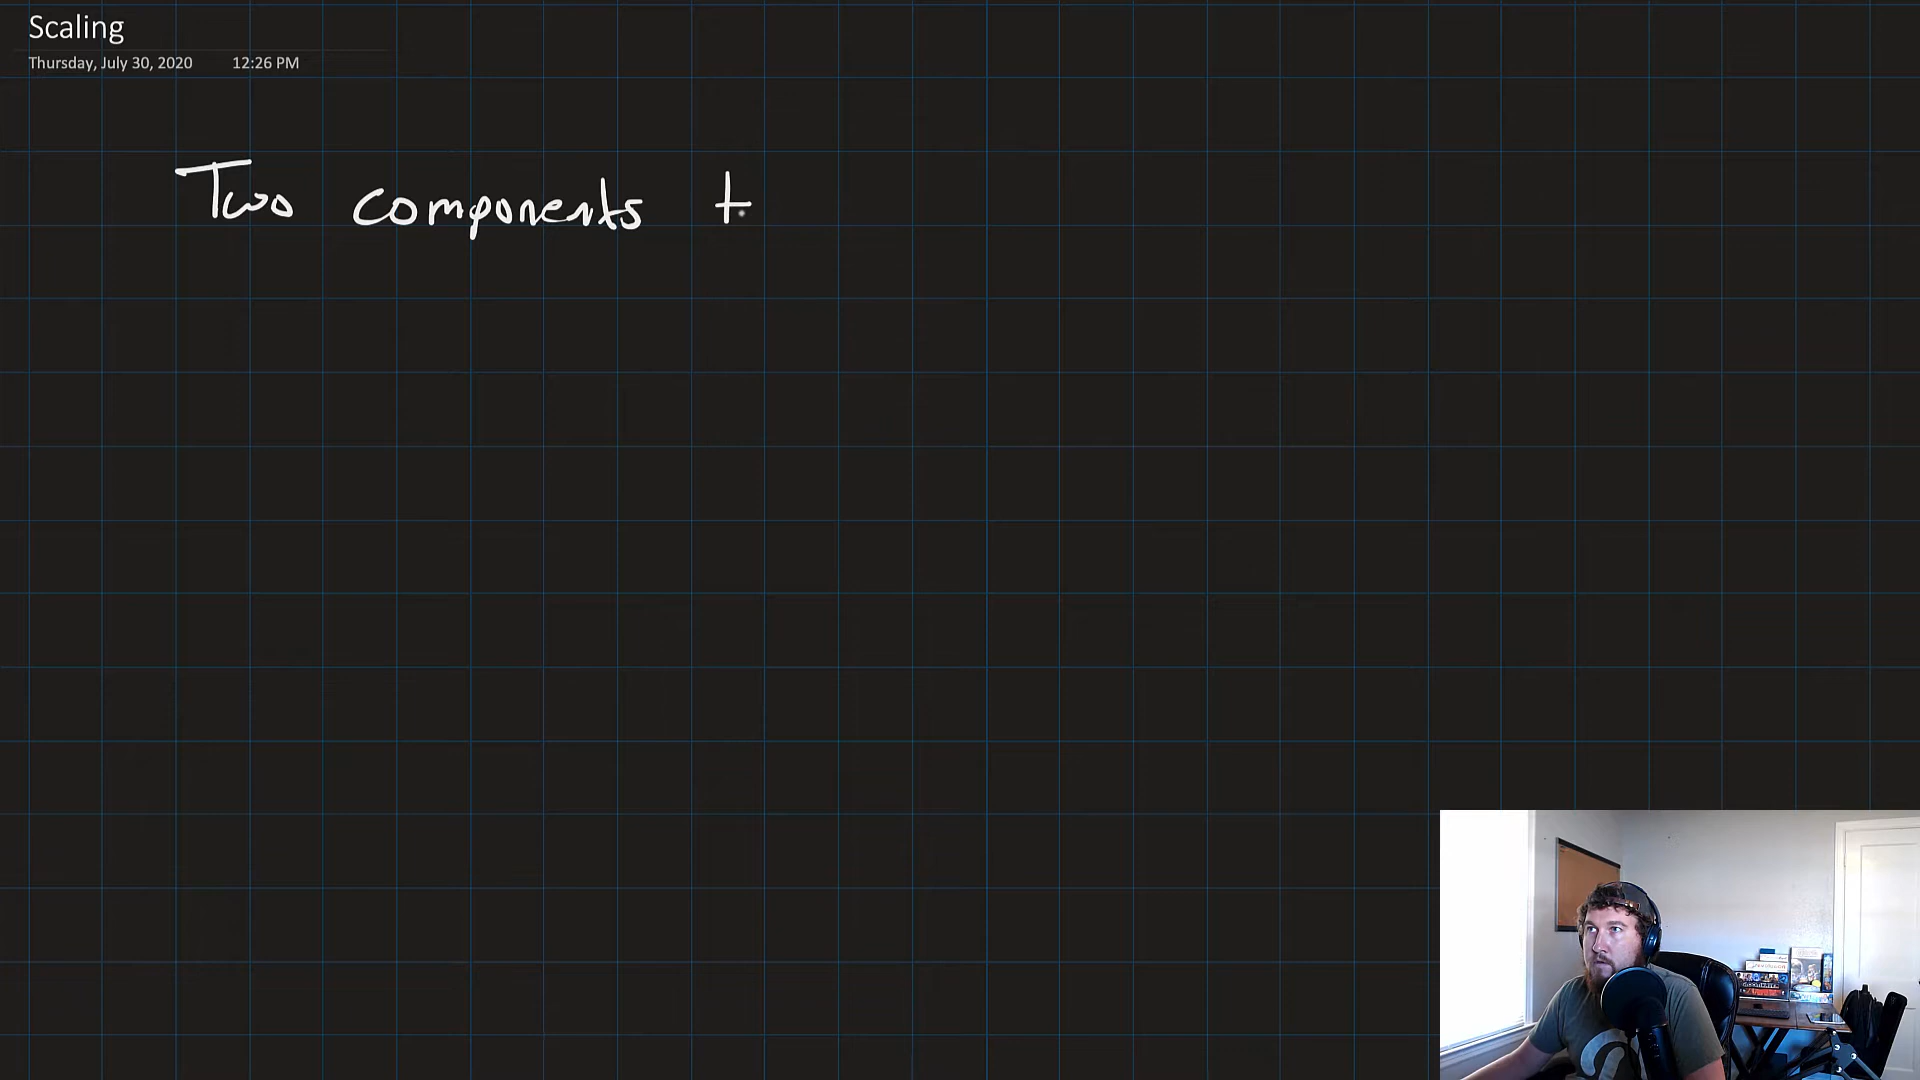 Scaling
Thursday, July 30, 2020 12:26 PM
Two components t